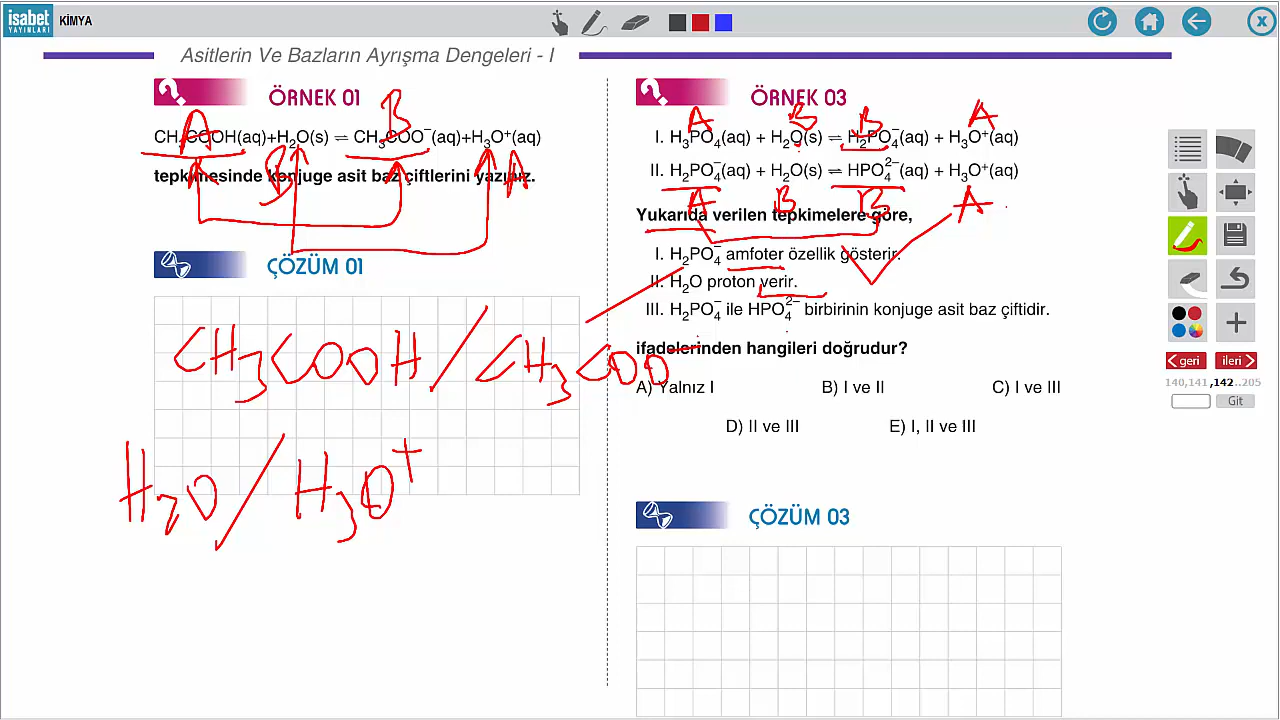 isabet
YAYINLARI
KİMYA
Asitlerin Ve Bazların Ayrışma Dengeleri - I
ÖRNEK 01
A B
CH3COOH(aq)+H2O(s) ⇌ CH3COO⁻(aq)+H3O⁺(aq)
B A
tepkimesinde konjuge asit baz çiftlerini yazınız.
ÇÖZÜM 01
CH3COOH / CH3COO⁻
H2O / H3O⁺
ÖRNEK 03
A B B A
I. H3PO4(aq) + H2O(s) ⇌ H2PO4⁻(aq) + H3O⁺(aq)
II. H2PO4⁻(aq) + H2O(s) ⇌ HPO4²⁻(aq) + H3O⁺(aq)
A B B A
Yukarıda verilen tepkimelere göre,
I. H2PO4⁻ amfoter özellik gösterir.
II. H2O proton verir.
III. H2PO4⁻ ile HPO4²⁻ birbirinin konjuge asit baz çiftidir.
ifadelerinden hangileri doğrudur?
A) Yalnız I B) I ve II C) I ve III
D) II ve III E) I, II ve III
ÇÖZÜM 03
geri ileri
140,141,142..205
Git